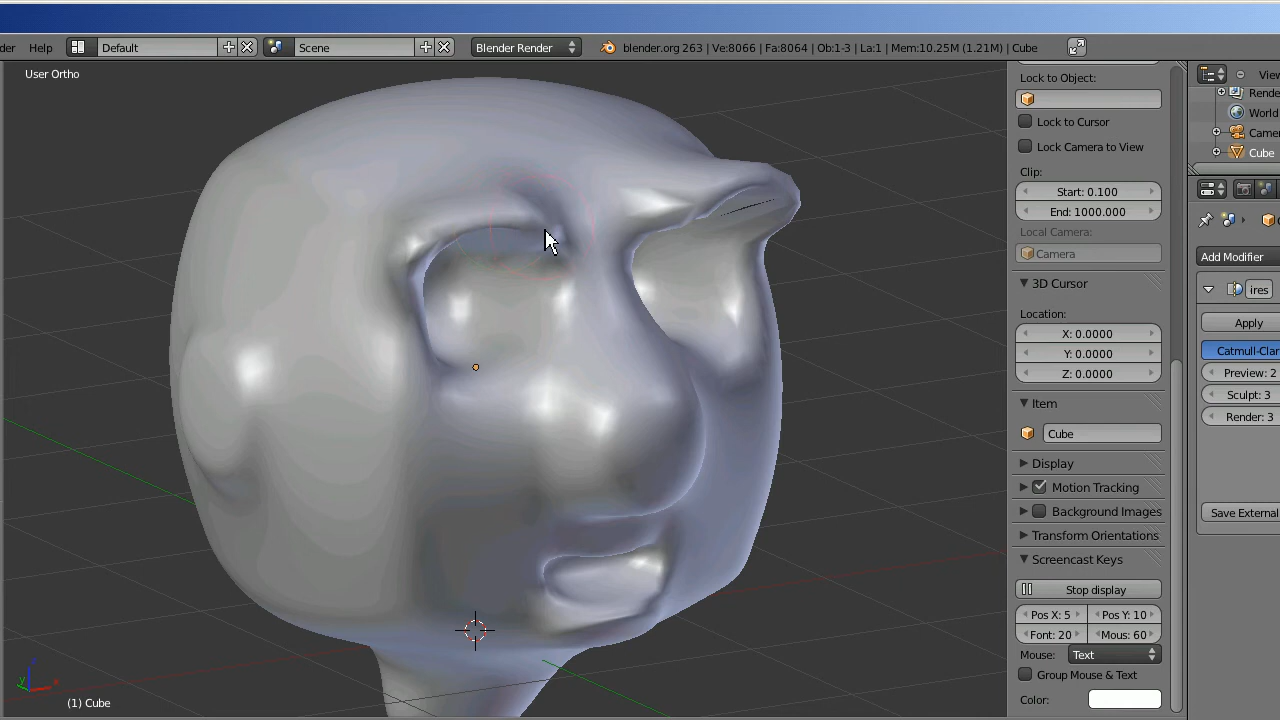 der Help Default Scene Blender Render blender.org 263 | Ve:8066 | Fa:8064 | Ob:1-3 | La:1 | Mem:10.25M (1.21M) | Cube
User Ortho
Lock to Object:
Lock to Cursor
Lock Camera to View
Clip:
Start: 0.100
End: 1000.000
Local Camera:
Camera
3D Cursor
Location:
X: 0.0000
Y: 0.0000
Z: 0.0000
Item
Cube
Display
Motion Tracking
Background Images
Transform Orientations
Screencast Keys
Stop display
Pos X: 5 Pos Y: 10
Font: 20 Mous: 60
Mouse: Text
Group Mouse & Text
Color:
View
Rende
World
Came
Cube
Add Modifier
ires
Apply
Catmull-Clar
Preview: 2
Sculpt: 3
Render: 3
Save External
(1) Cube